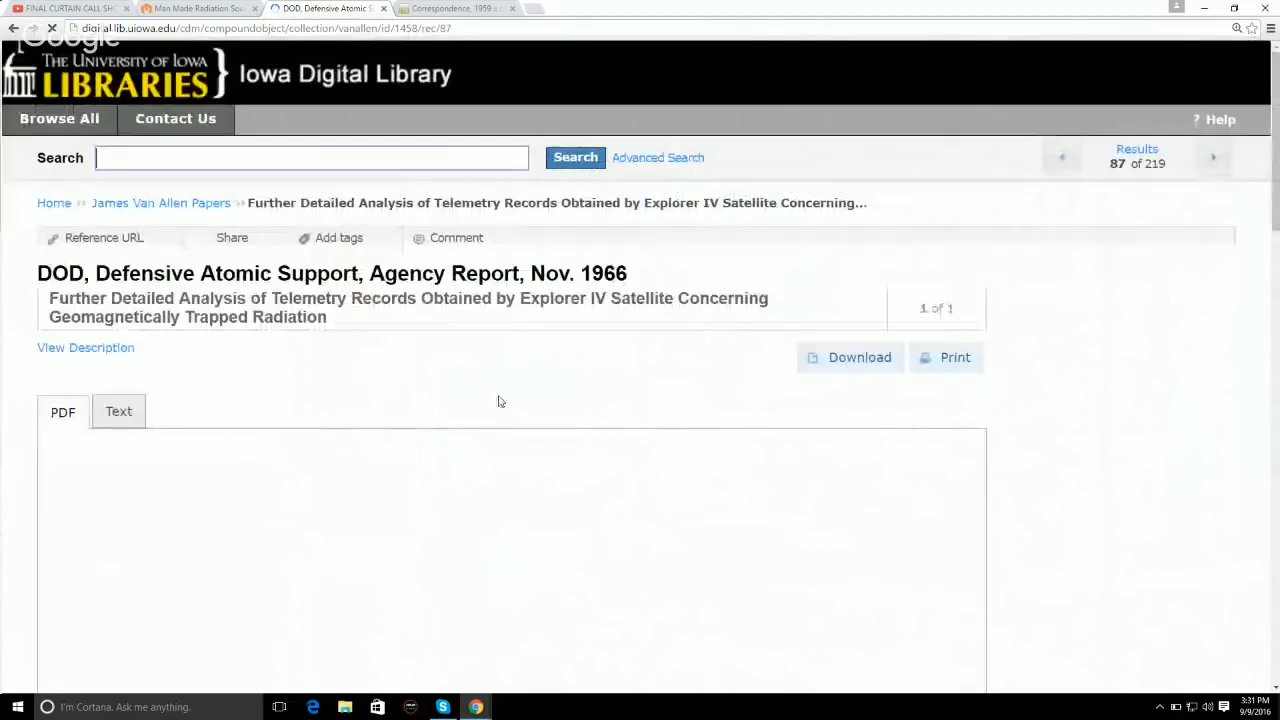 FINAL CURTAIN CALL SHO
Man Made Radiation Sou
DOD, Defensive Atomic S
Correspondence, 1959 :
digital.lib.uiowa.edu/cdm/compoundobject/collection/vanallen/id/1458/rec/87
Google
THE UNIVERSITY OF IOWA
LIBRARIES
Iowa Digital Library
Browse All
Contact Us
? Help
Search
Search
Advanced Search
Results
87 of 219
Home » James Van Allen Papers » Further Detailed Analysis of Telemetry Records Obtained by Explorer IV Satellite Concerning...
Reference URL
Share
Add tags
Comment
DOD, Defensive Atomic Support, Agency Report, Nov. 1966
Further Detailed Analysis of Telemetry Records Obtained by Explorer IV Satellite Concerning
Geomagnetically Trapped Radiation
1 of 1
View Description
Download
Print
PDF
Text
I'm Cortana. Ask me anything.
3:31 PM
9/9/2016